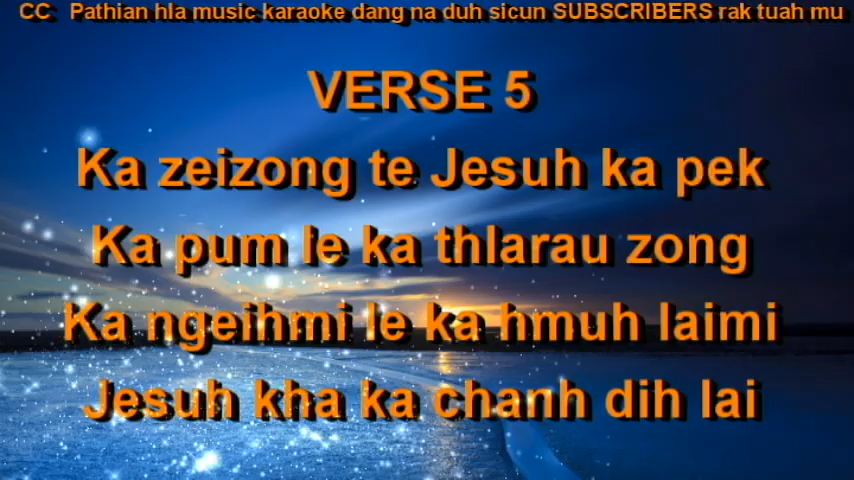 CC Pathian hla music karaoke dang na duh sicun SUBSCRIBERS rak tuah mu
VERSE 5
Ka zeizong te Jesuh ka pek
Ka pum le ka thlarau zong
Ka ngeihmi le ka hmuh laimi
Jesuh kha ka chanh dih lai